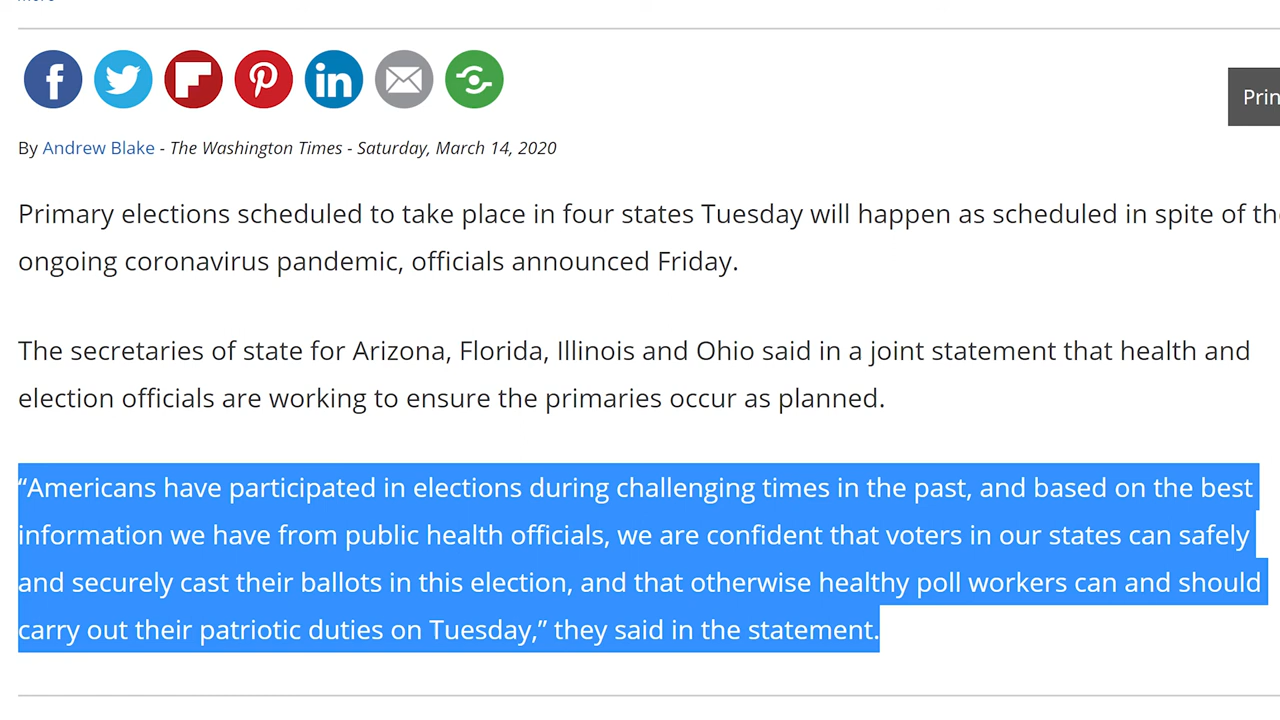 By Andrew Blake - The Washington Times - Saturday, March 14, 2020
Prin
Primary elections scheduled to take place in four states Tuesday will happen as scheduled in spite of the
ongoing coronavirus pandemic, officials announced Friday.
The secretaries of state for Arizona, Florida, Illinois and Ohio said in a joint statement that health and
election officials are working to ensure the primaries occur as planned.
“Americans have participated in elections during challenging times in the past, and based on the best
information we have from public health officials, we are confident that voters in our states can safely
and securely cast their ballots in this election, and that otherwise healthy poll workers can and should
carry out their patriotic duties on Tuesday,” they said in the statement.